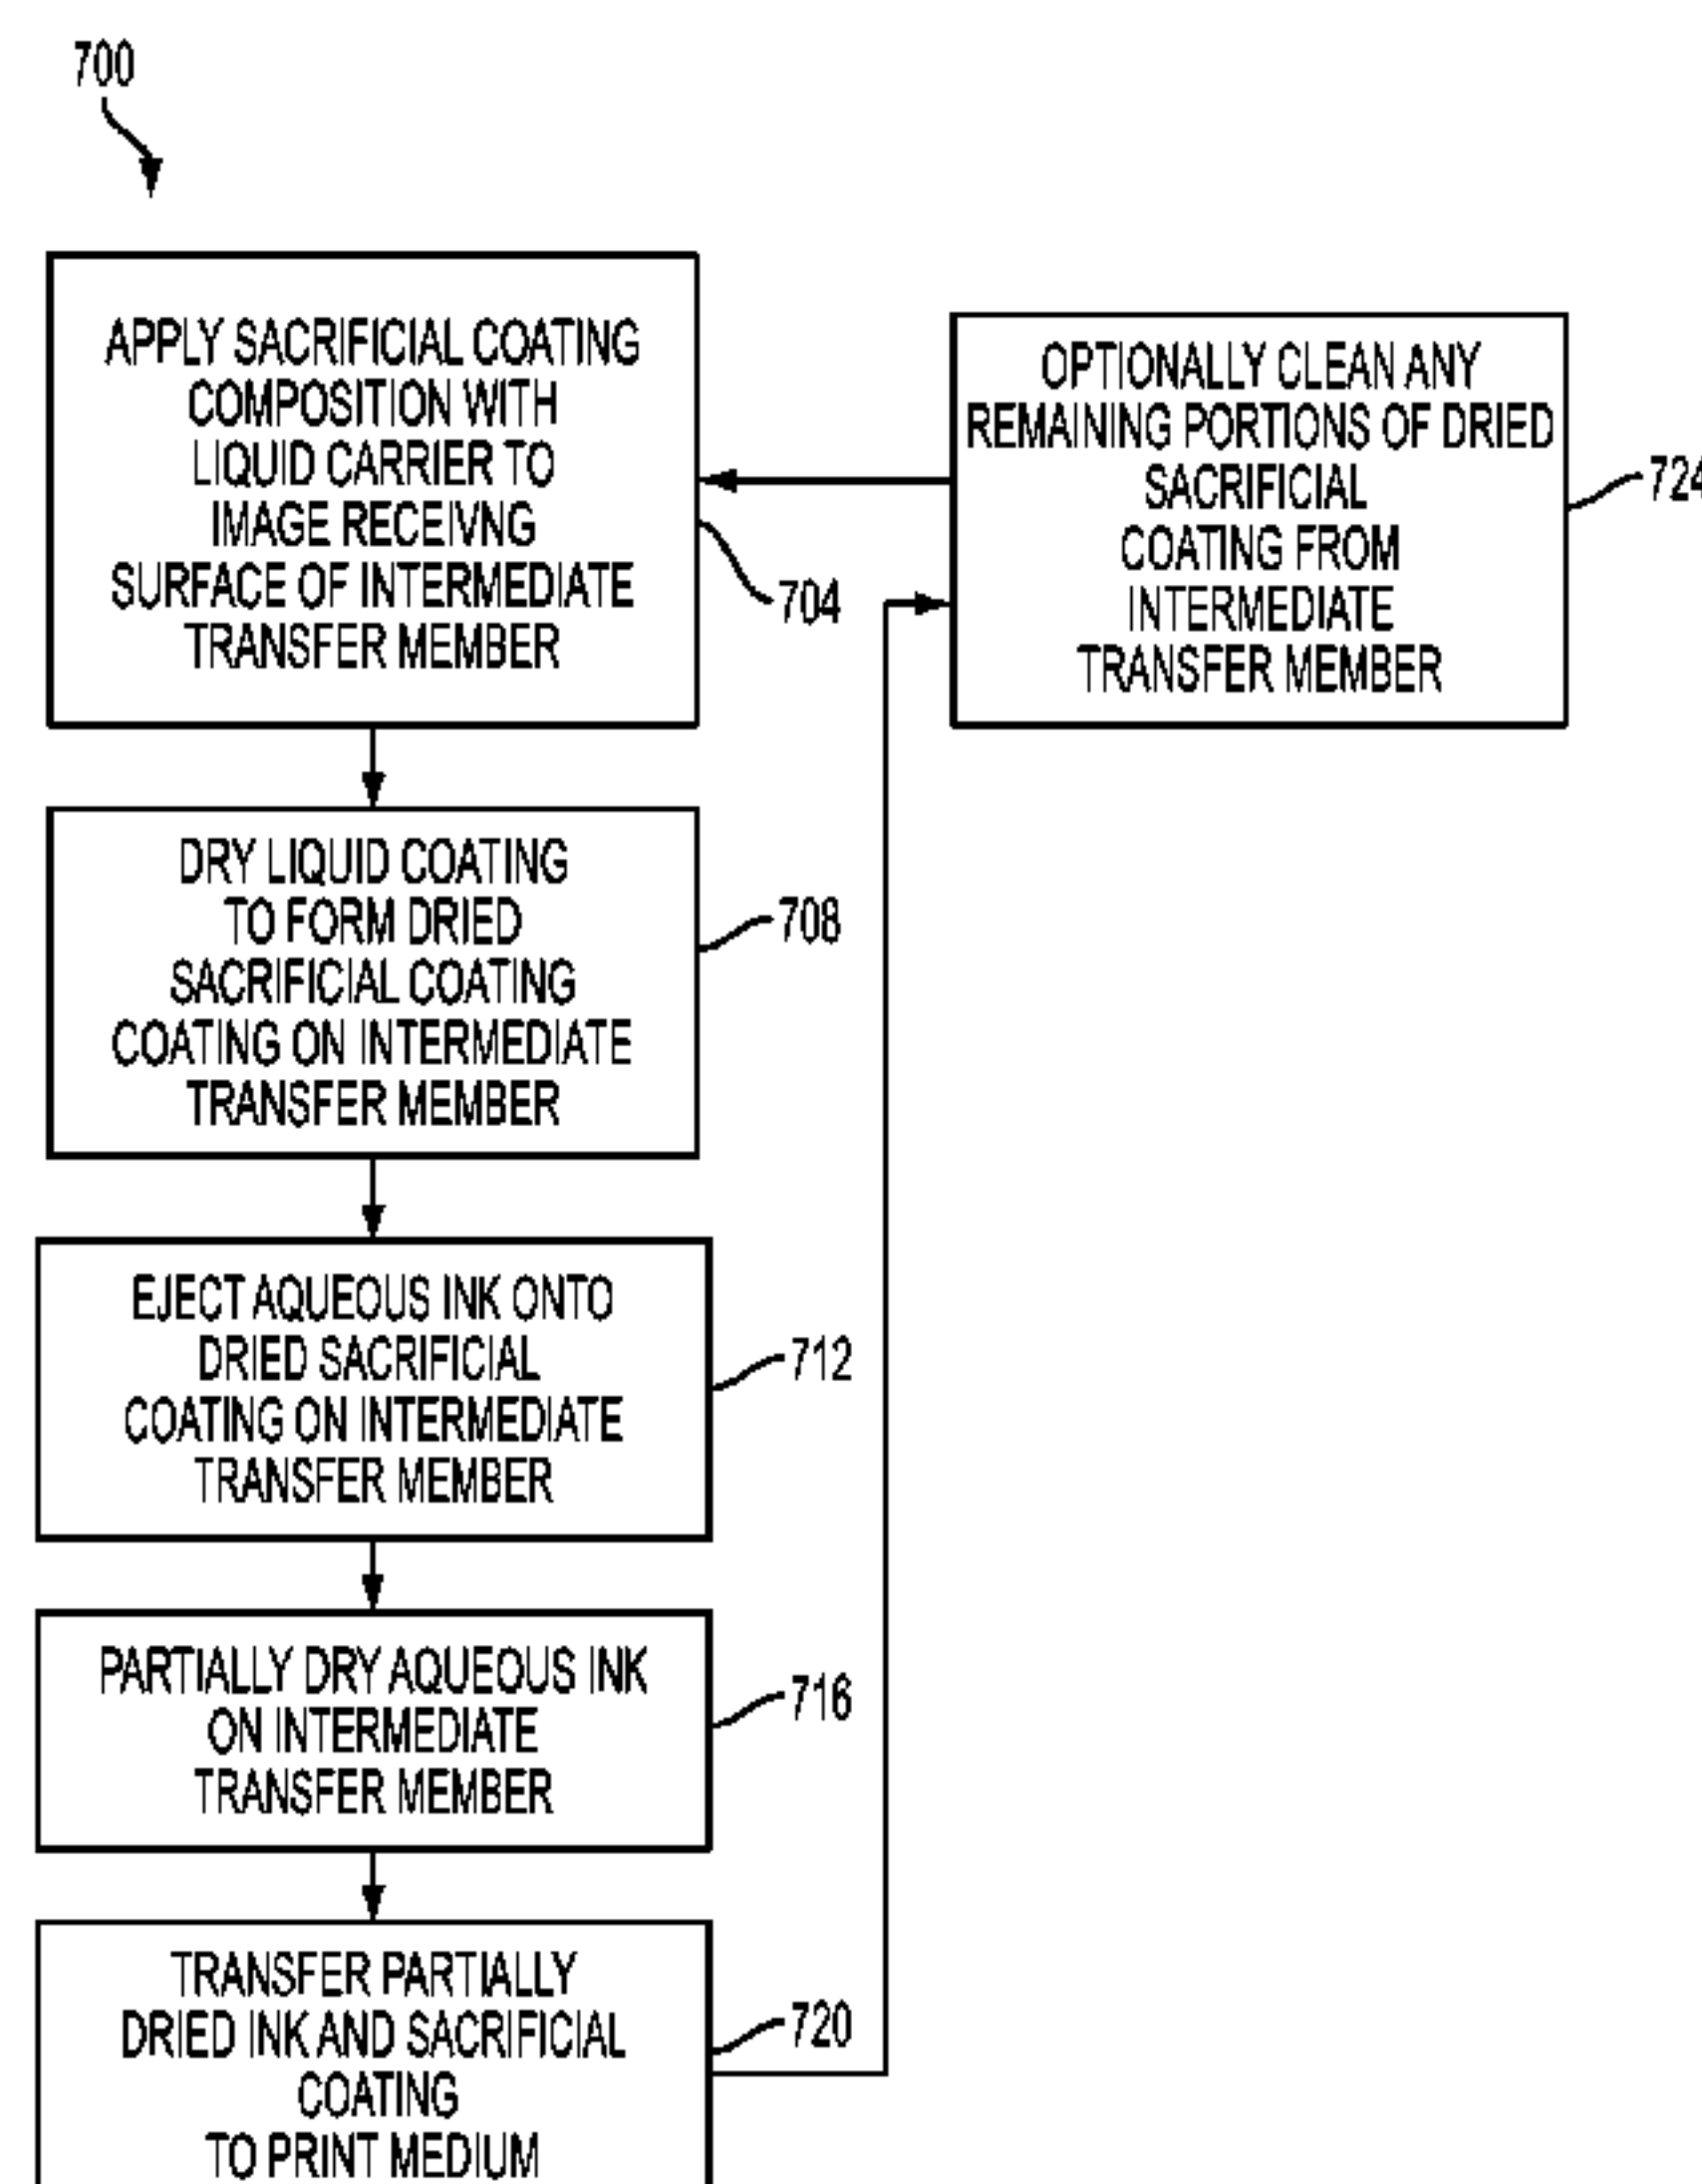 700
APPLY SACRIFICIAL COATING
COMPOSITION WITH
LIQUID CARRIER TO
IMAGE RECEIVNG
SURFACE OF INTERMEDIATE
TRANSFER MEMBER
704
OPTIONALLY CLEAN ANY
REMAINING PORTIONS OF DRIED
SACRIFICIAL
COATING FROM
INTERMEDIATE
TRANSFER MEMBER
724
DRY LIQUID COATING
TO FORM DRIED
SACRIFICIAL COATING
COATING ON INTERMEDIATE
TRANSFER MEMBER
708
EJECT AQUEOUS INK ONTO
DRIED SACRIFICIAL
COATING ON INTERMEDIATE
TRANSFER MEMBER
712
PARTIALLY DRY AQUEOUS INK
ON INTERMEDIATE
TRANSFER MEMBER
716
TRANSFER PARTIALLY
DRIED INK AND SACRIFICIAL
COATING
TO PRINT MEDIUM
720